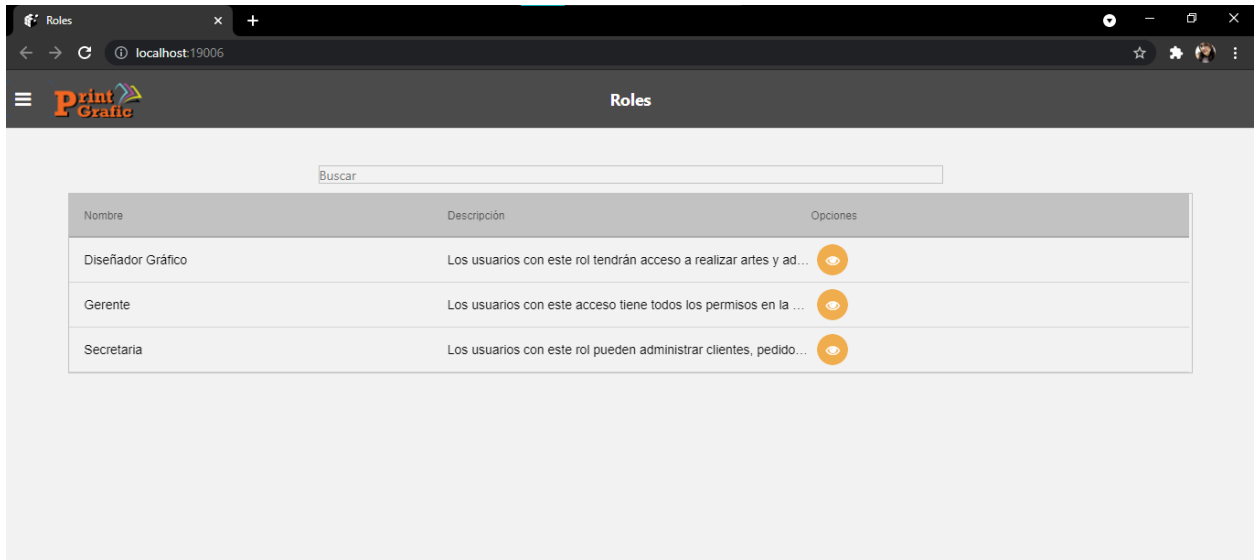 Roles
localhost:19006
Print Grafic
Roles
Buscar
Nombre Descripción Opciones
Diseñador Gráfico Los usuarios con este rol tendrán acceso a realizar artes y ad...
Gerente Los usuarios con este acceso tiene todos los permisos en la ...
Secretaria Los usuarios con este rol pueden administrar clientes, pedido...